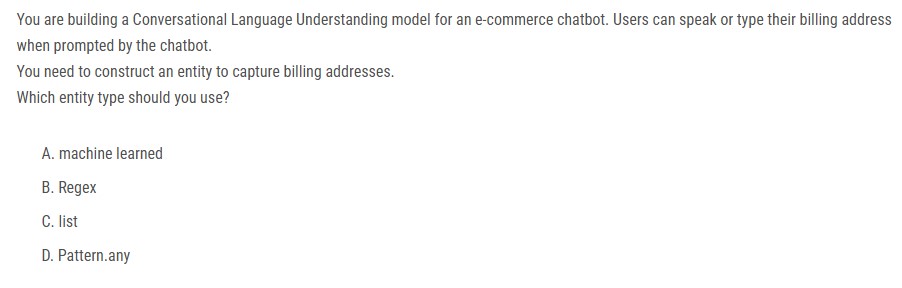 You are building a Conversational Language Understanding model for an e-commerce chatbot. Users can speak or type their billing address
when prompted by the chatbot.
You need to construct an entity to capture billing addresses.
Which entity type should you use?
A. machine learned
B. Regex
C. list
D. Pattern.any